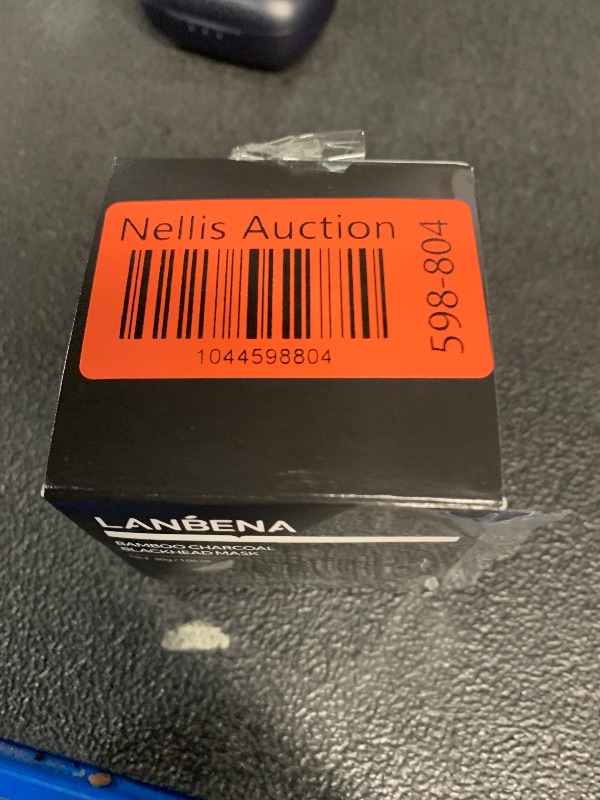 Nellis Auction
1044598804
598-804
LANBENA
BAMBOO CHARCOAL
BLACKHEAD MASK